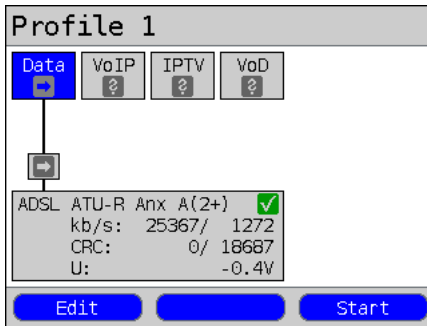 Profile 1
Data VoIP IPTV VoD
? ? ?
ADSL ATU-R Anx A(2+)
kb/s: 25367/ 1272
CRC: 0/ 18687
U: -0.4V
Edit Start